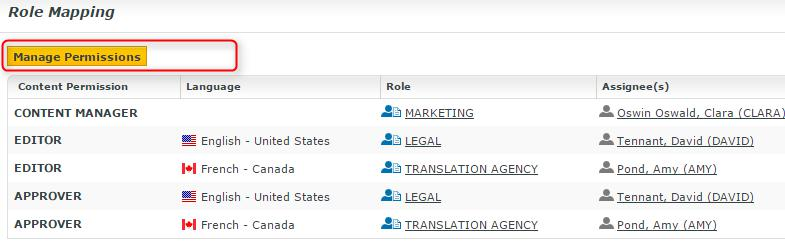 Role Mapping
Manage Permissions
Content Permission Language Role Assignee(s)
CONTENT MANAGER MARKETING Oswin Oswald, Clara (CLARA)
EDITOR English - United States LEGAL Tennant, David (DAVID)
EDITOR French - Canada TRANSLATION AGENCY Pond, Amy (AMY)
APPROVER English - United States LEGAL Tennant, David (DAVID)
APPROVER French - Canada TRANSLATION AGENCY Pond, Amy (AMY)